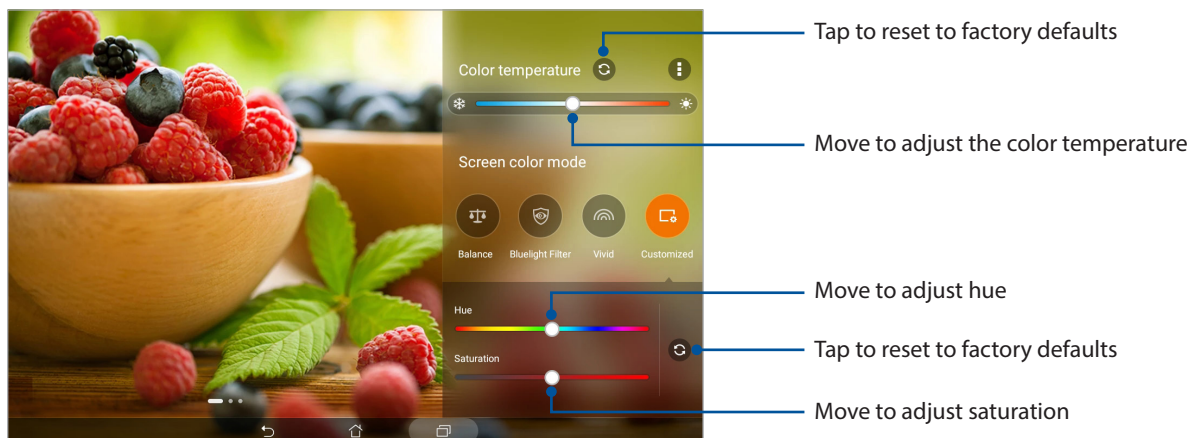 Tap to reset to factory defaults
Color temperature
Move to adjust the color temperature
Screen color mode
Balance
Bluelight Filter
Vivid
Customized
Move to adjust hue
Hue
Tap to reset to factory defaults
Saturation
Move to adjust saturation